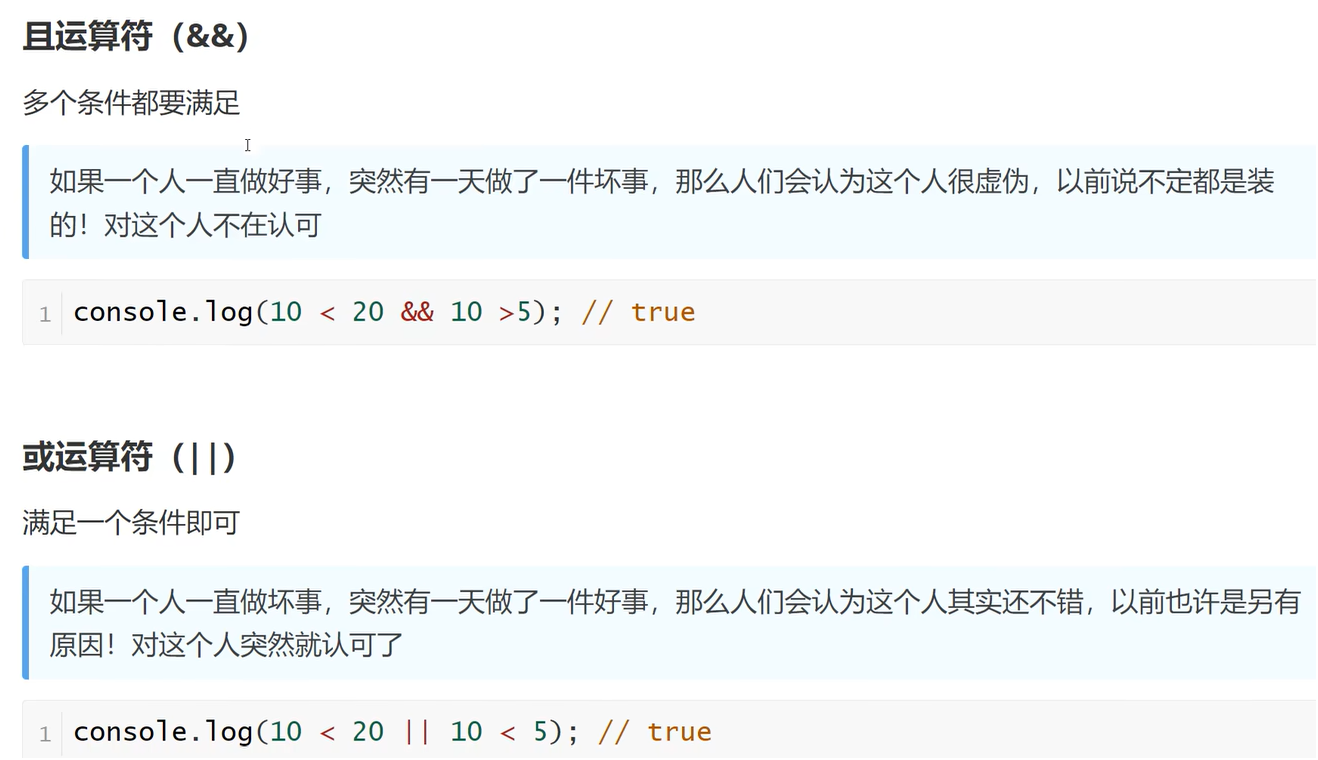 且运算符（&&）
多个条件都要满足
如果一个人一直做好事，突然有一天做了一件坏事，那么人们会认为这个人很虚伪，以前说不定都是装
的！对这个人不在认可
1 console.log(10 < 20 && 10 >5); // true
或运算符（||）
满足一个条件即可
如果一个人一直做坏事，突然有一天做了一件好事，那么人们会认为这个人其实还不错，以前也许是另有
原因！对这个人突然就认可了
1 console.log(10 < 20 || 10 < 5); // true